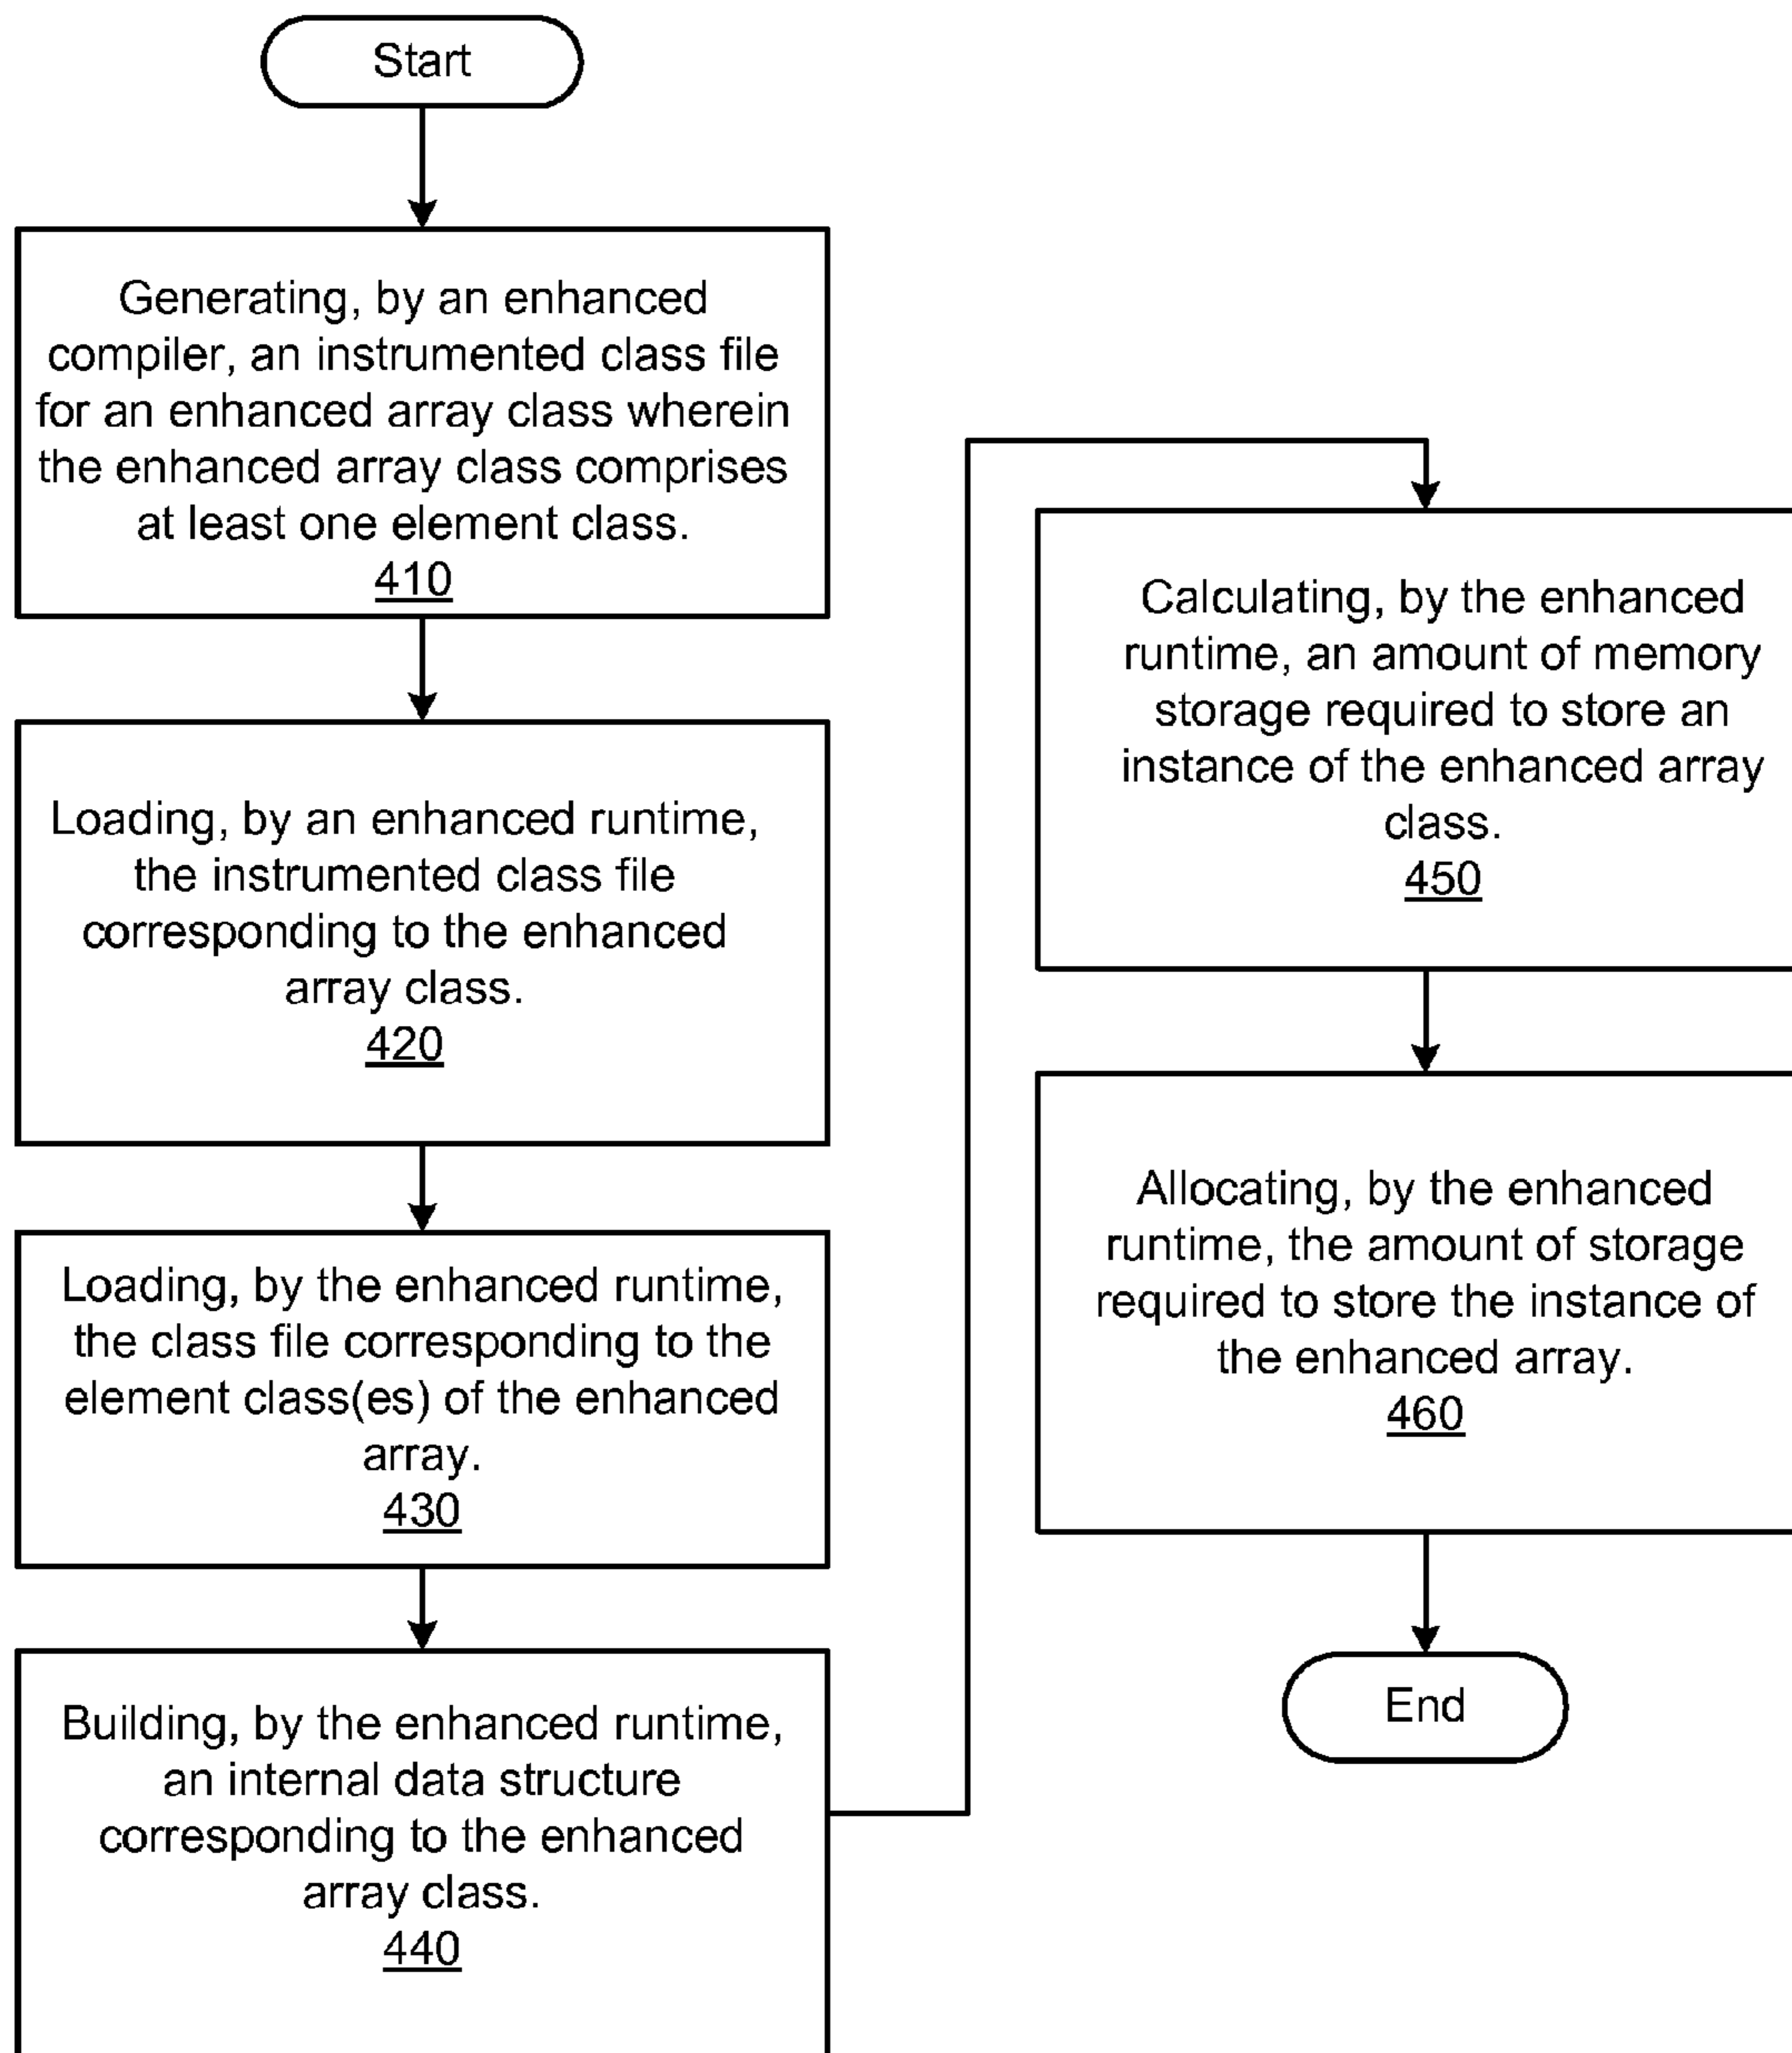 Start
Generating, by an enhanced
compiler, an instrumented class file
for an enhanced array class wherein
the enhanced array class comprises
at least one element class.
410
Loading, by an enhanced runtime,
the instrumented class file
corresponding to the enhanced
array class.
420
Loading, by the enhanced runtime,
the class file corresponding to the
element class(es) of the enhanced
array.
430
Building, by the enhanced runtime,
an internal data structure
corresponding to the enhanced
array class.
440
Calculating, by the enhanced
runtime, an amount of memory
storage required to store an
instance of the enhanced array
class.
450
Allocating, by the enhanced
runtime, the amount of storage
required to store the instance of
the enhanced array.
460
End